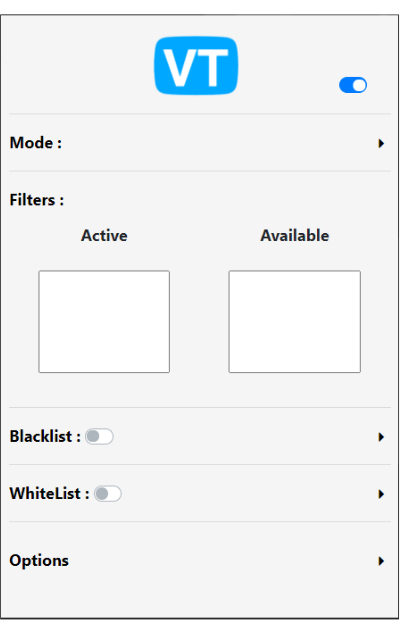 VT
Mode :
Filters :
Active Available
Blacklist :
WhiteList :
Options